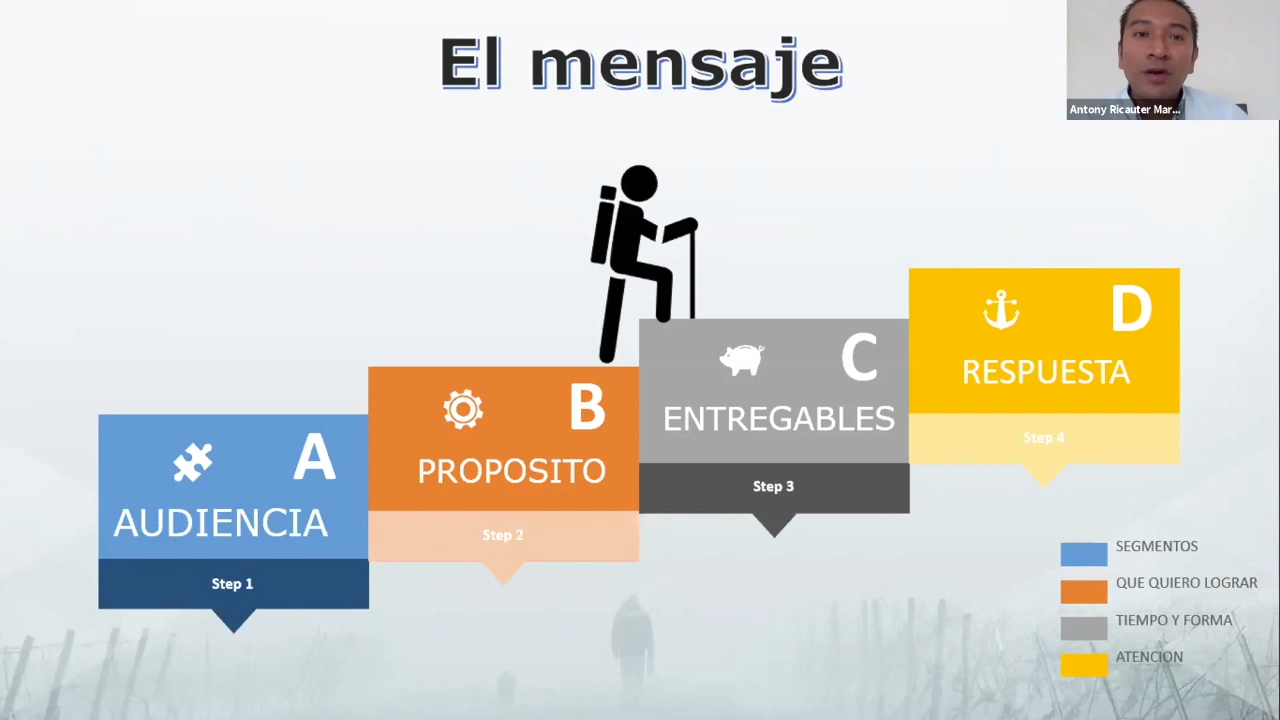 El mensaje
Antony Ricauter Mar...
A
AUDIENCIA
Step 1
B
PROPOSITO
Step 2
C
ENTREGABLES
Step 3
D
RESPUESTA
Step 4
SEGMENTOS
QUE QUIERO LOGRAR
TIEMPO Y FORMA
ATENCION